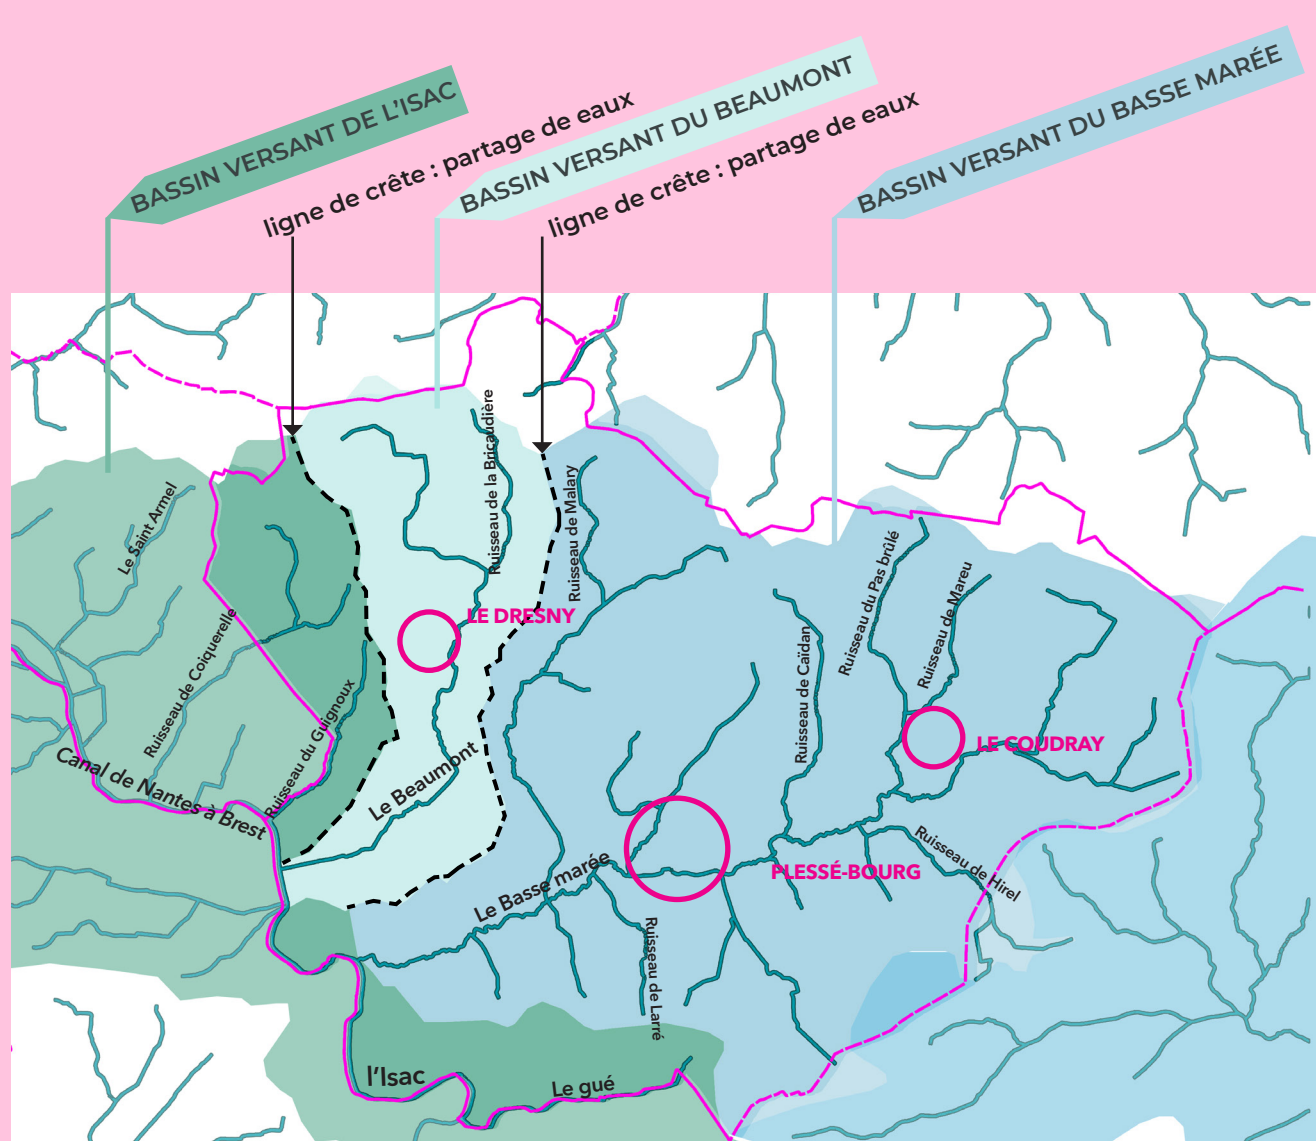 BASSIN VERSANT DE L'ISAC
ligne de crête : partage de eaux
BASSIN VERSANT DU BEAUMONT
ligne de crête : partage de eaux
BASSIN VERSANT DU BASSE MARÉE
Ruisseau de la Bricaudière
Ruisseau de Malary
Le Saint Armel
Ruisseau du Pas brûlé
Ruisseau de Mareu
LE DRESNY
Ruisseau de Coiquerelle
Ruisseau de Caïdan
Ruisseau du Guignoux
LE COUDRAY
Canal de Nantes à Brest
Le Beaumont
Le Basse marée
PLESSÉ-BOURG
Ruisseau de Hirel
Ruisseau de Larré
l'Isac
Le gué